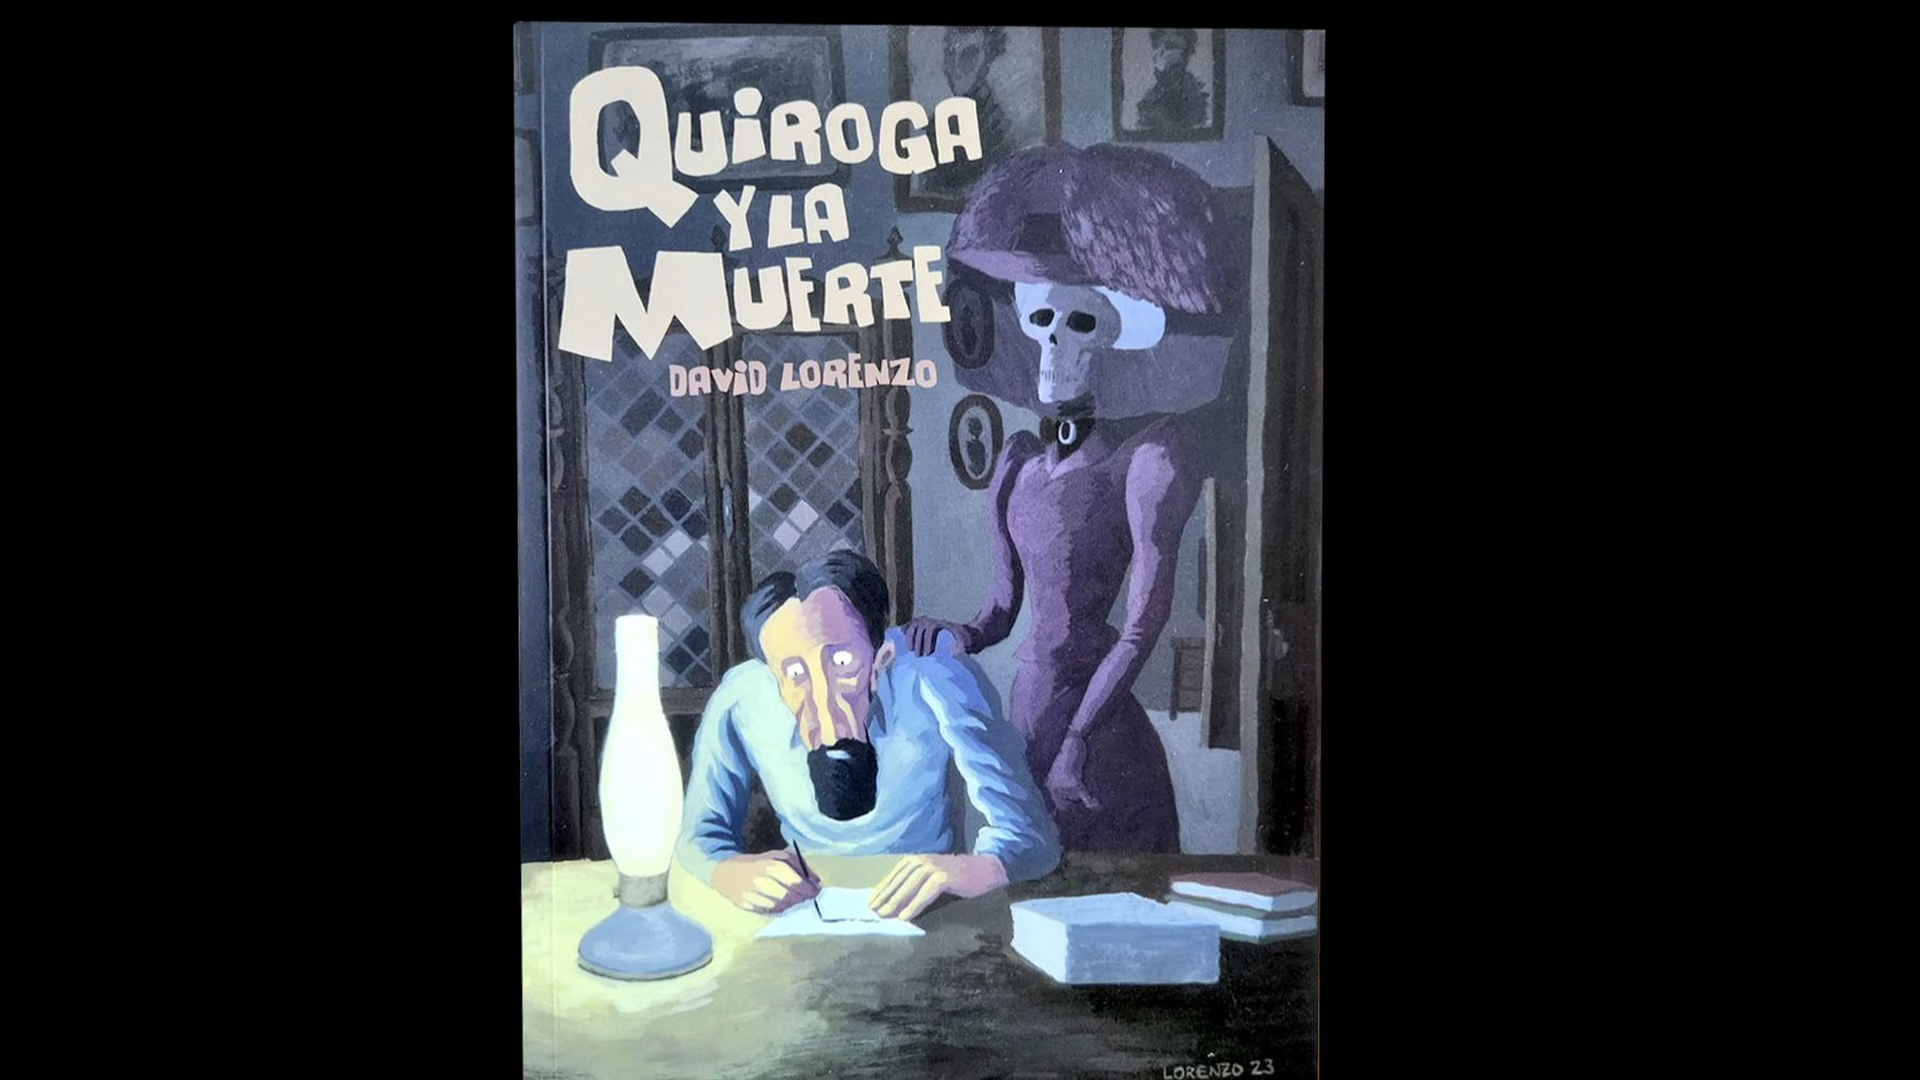 QUiROGA
Y LA
MUERTE
DAViD LORENZO
LORENZO 23